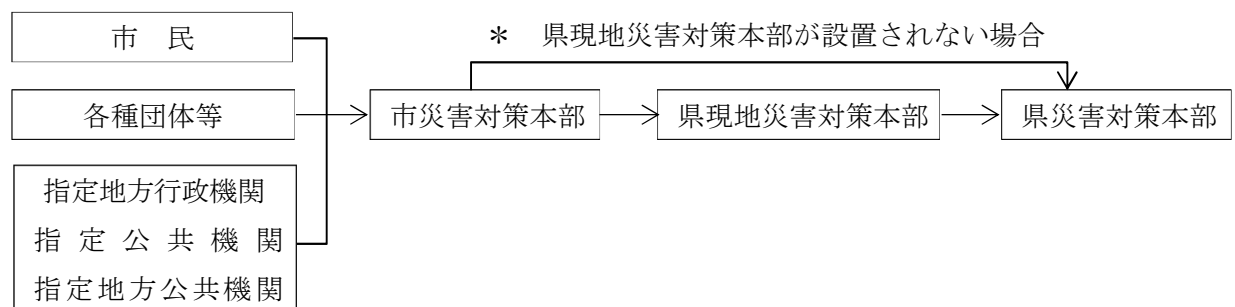 市　民
＊　県現地災害対策本部が設置されない場合
各種団体等
市災害対策本部
県現地災害対策本部
県災害対策本部
指定地方行政機関
指 定 公 共 機 関
指定地方公共機関